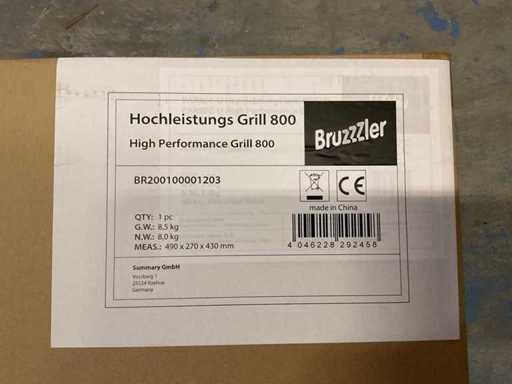 Hochleistungs Grill 800
High Performance Grill 800
Bruzzzler
BR200100001203
CE
made in China
QTY.: 1 pc
G.W.: 8,5 kg
N.W.: 8,0 kg
MEAS.: 490 x 270 x 430 mm
4 046228 292458
Summary GmbH
Germany